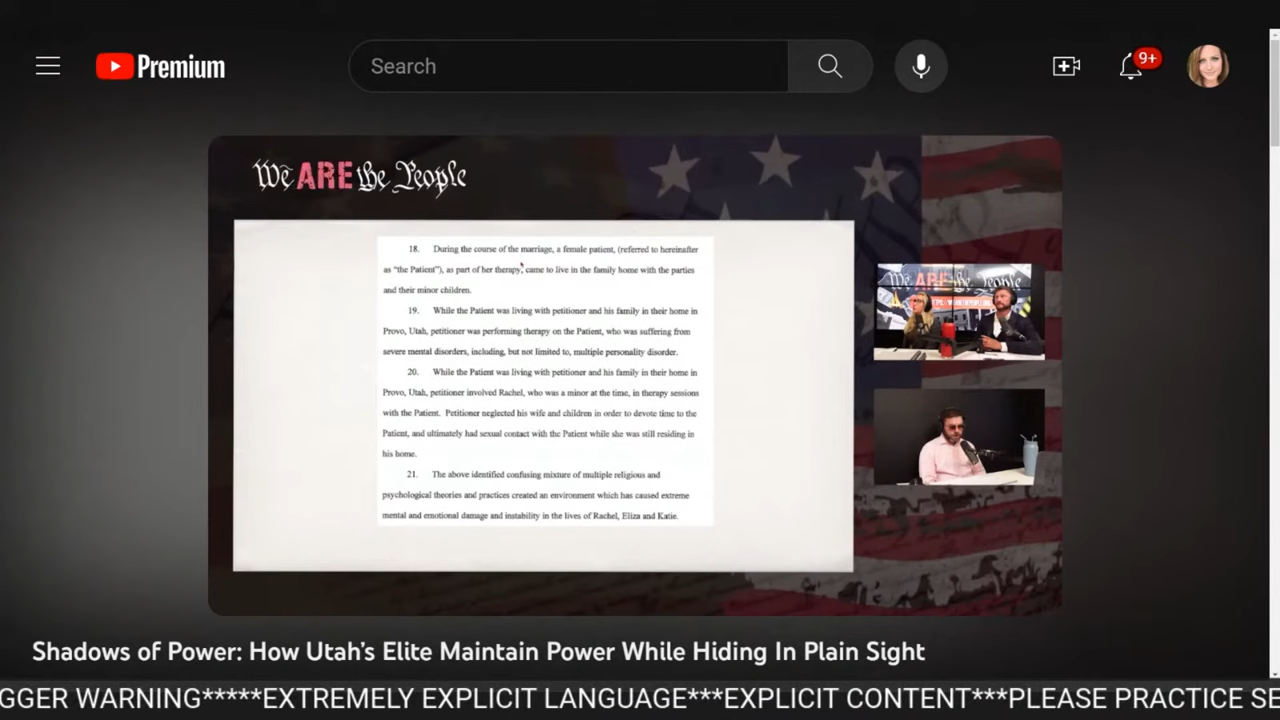 Premium
Search
9+
We ARE the People
18. During the course of the marriage, a female patient, (referred to hereinafter
as "the Patient"), as part of her therapy, came to live in the family home with the parties
and their minor children.
19. While the Patient was living with petitioner and his family in their home in
Provo, Utah, petitioner was performing therapy on the Patient, who was suffering from
severe mental disorders, including, but not limited to, multiple personality disorder.
20. While the Patient was living with petitioner and his family in their home in
Provo, Utah, petitioner involved Rachel, who was a minor at the time, in therapy sessions
with the Patient. Petitioner neglected his wife and children in order to devote time to the
Patient, and ultimately had sexual contact with the Patient while she was still residing in
his home.
21. The above identified confusing mixture of multiple religious and
psychological theories and practices created an environment which has caused extreme
mental and emotional damage and instability in the lives of Rachel, Eliza and Katie.
We ARE the People
Shadows of Power: How Utah's Elite Maintain Power While Hiding In Plain Sight
GGER WARNING*****EXTREMELY EXPLICIT LANGUAGE***EXPLICIT CONTENT***PLEASE PRACTICE SE